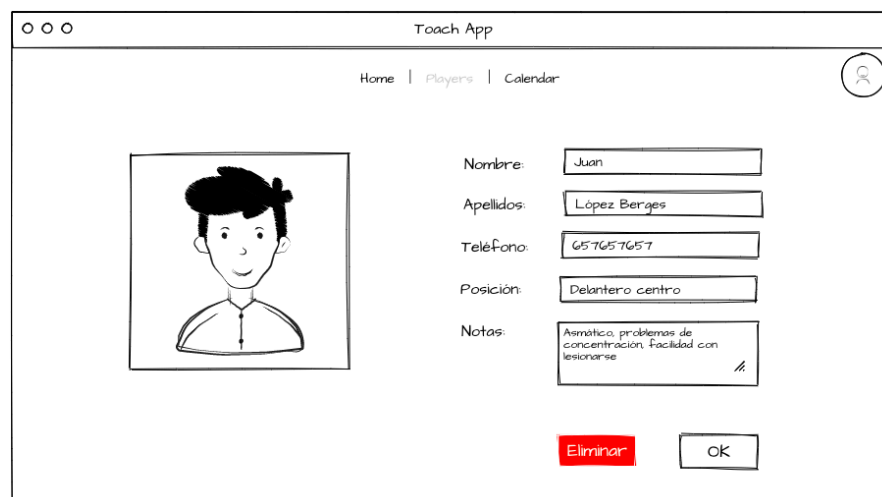 Toach App
Home | Players | Calendar
Nombre: Juan
Apellidos: López Berges
Teléfono: 657657657
Posición: Delantero centro
Notas: Asmático, problemas de
concentración, facilidad con
lesionarse
Eliminar OK